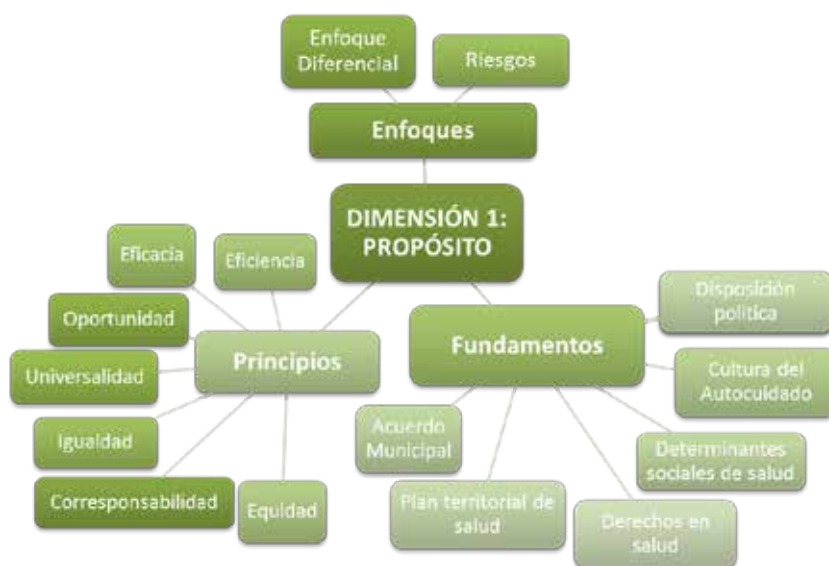 Enfoque
Diferencial
Riesgos
Enfoques
DIMENSIÓN 1:
PROPÓSITO
Eficacia
Eficiencia
Oportunidad
Universalidad
Igualdad
Corresponsabilidad
Equidad
Principios
Fundamentos
Disposición
política
Cultura del
Autocuidado
Determinantes
sociales de salud
Derechos en
salud
Plan territorial de
salud
Acuerdo
Municipal